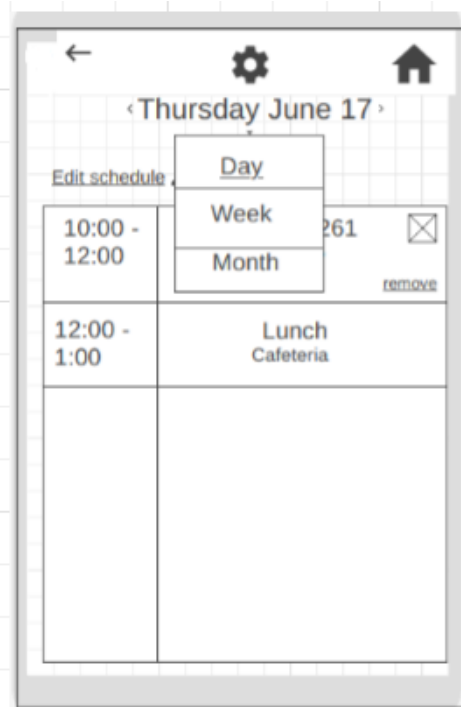 Thursday June 17
Day
Edit schedule
Week
10:00 -
12:00
261
Month
remove
12:00 -
1:00
Lunch
Cafeteria